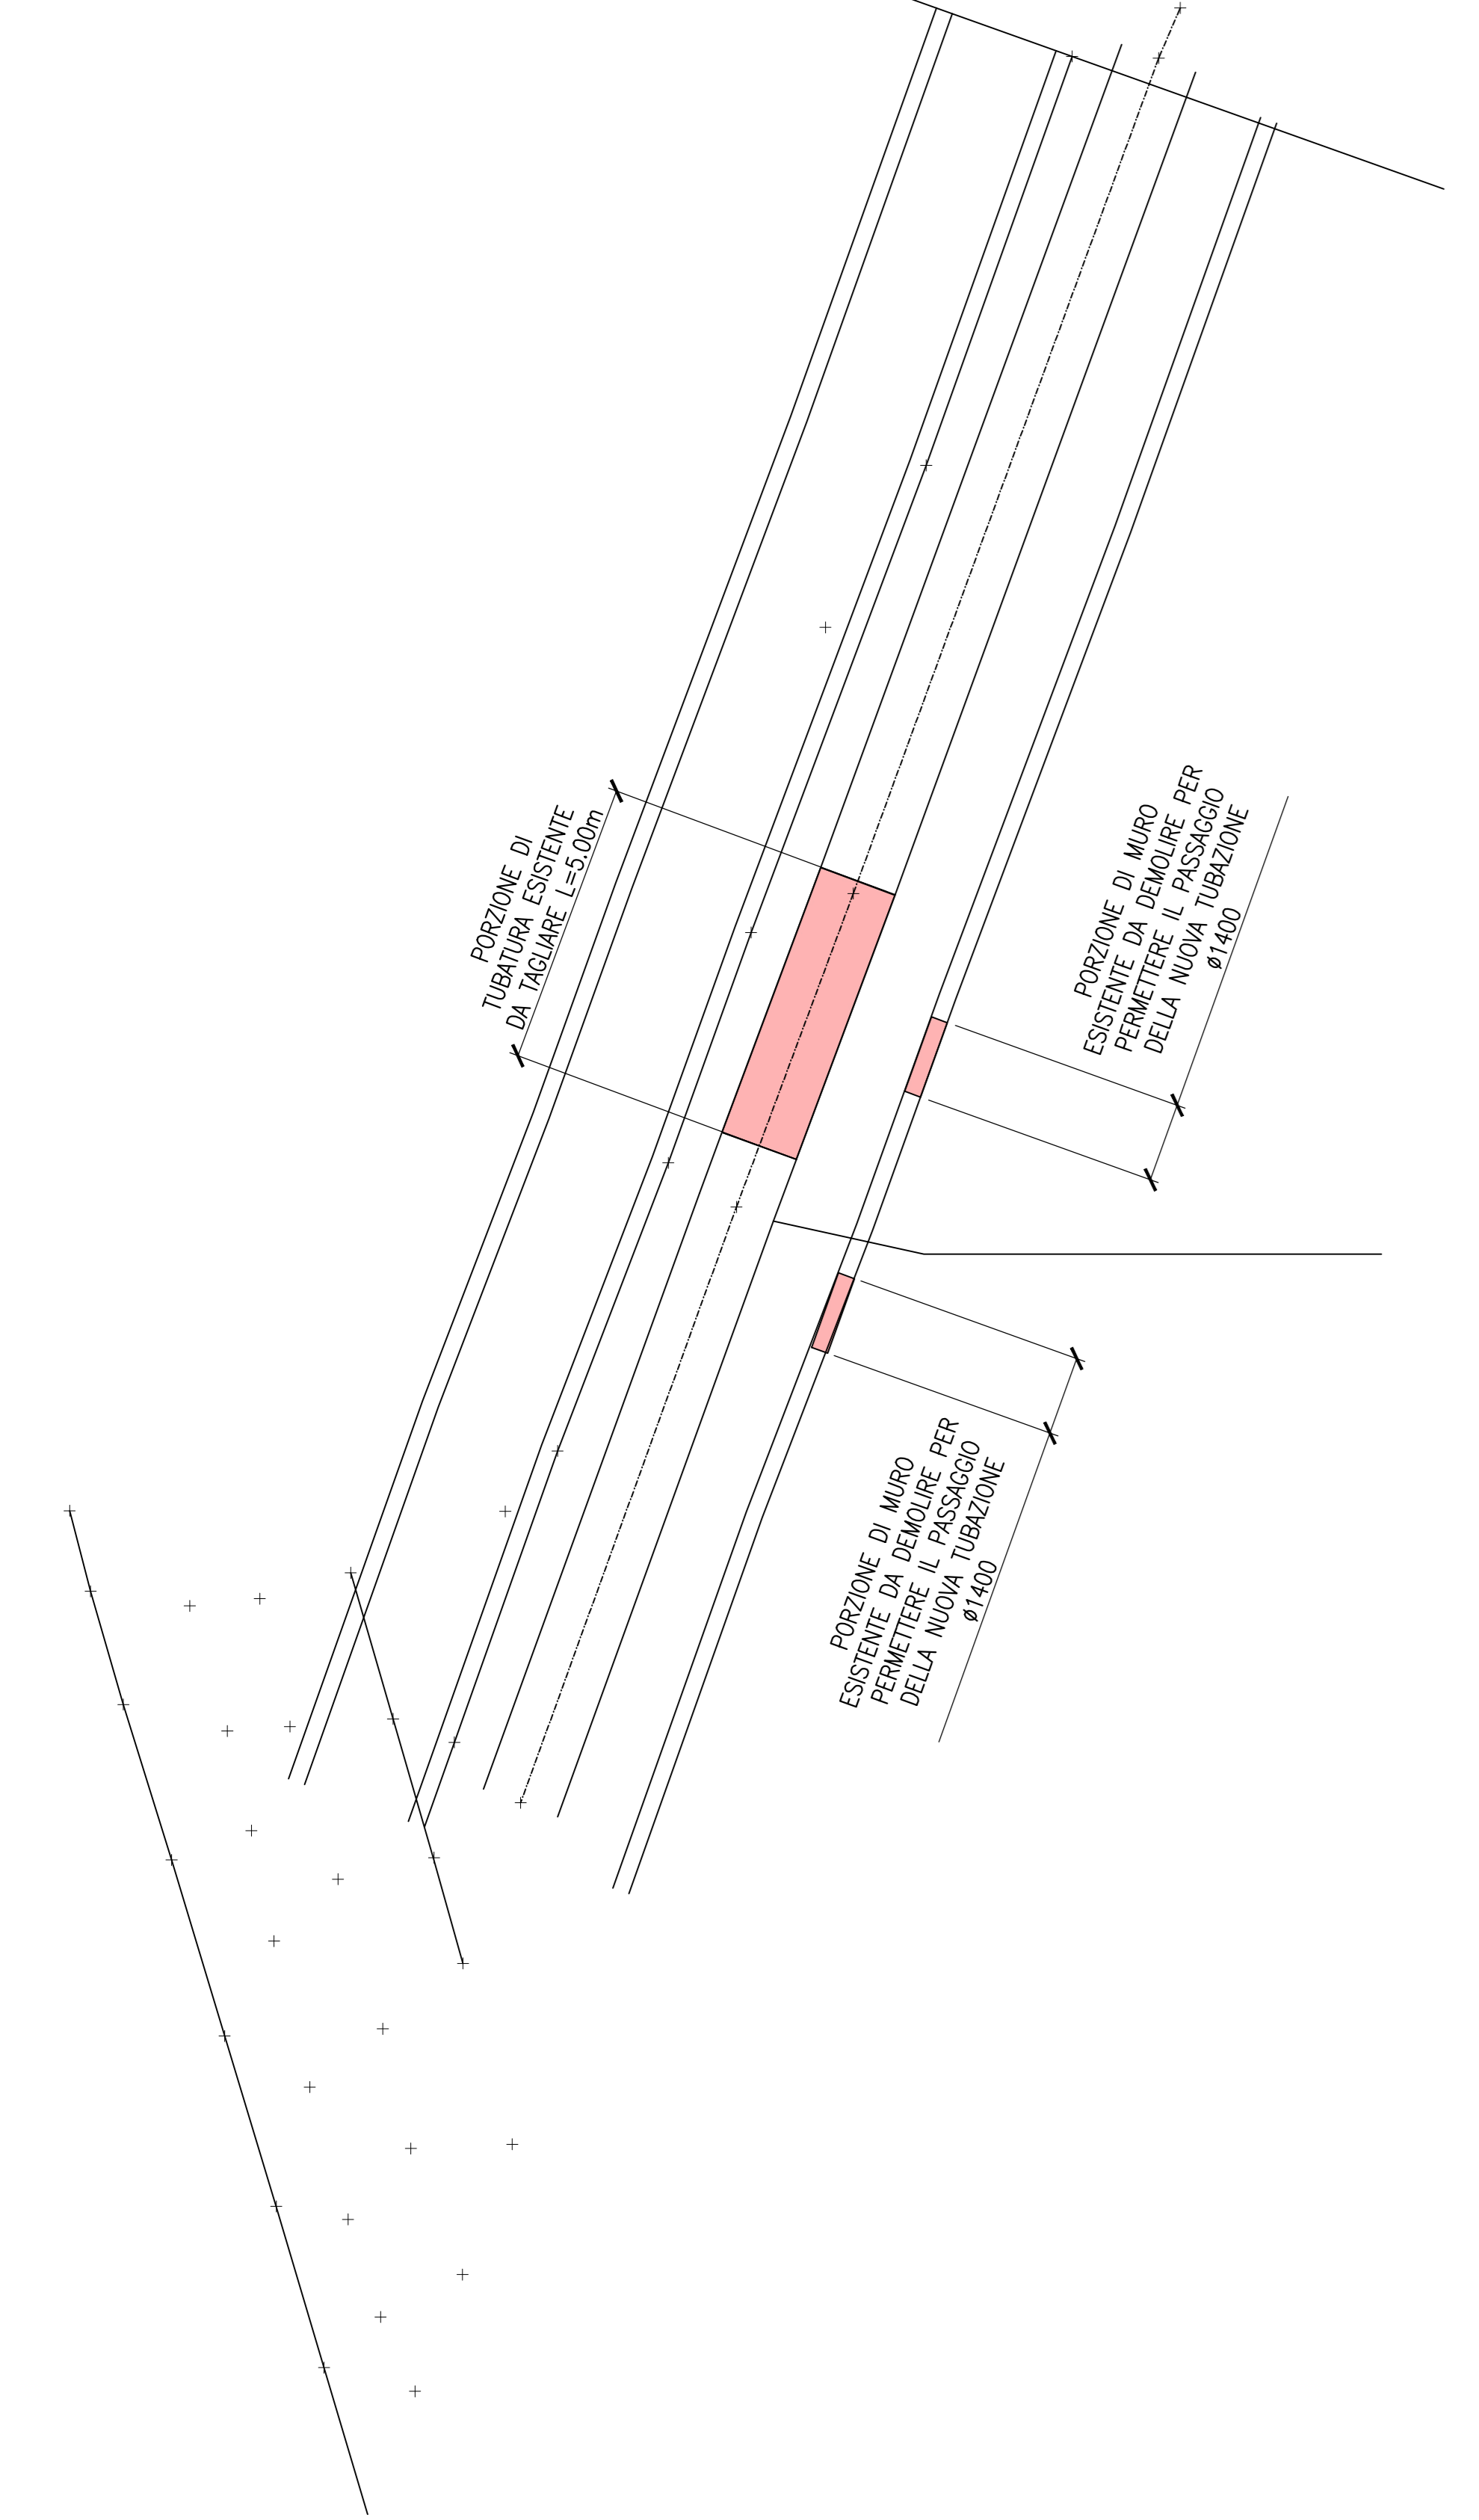 PORZIONE DI
TUBATURA ESISTENTE
DA TAGLIARE L=5.00m
PORZIONE DI MURO
ESISTENTE DA DEMOLIRE PER
PERMETTERE IL PASSAGGIO
DELLA NUOVA TUBAZIONE
ø1400
PORZIONE DI MURO
ESISTENTE DA DEMOLIRE PER
PERMETTERE IL PASSAGGIO
DELLA NUOVA TUBAZIONE
ø1400